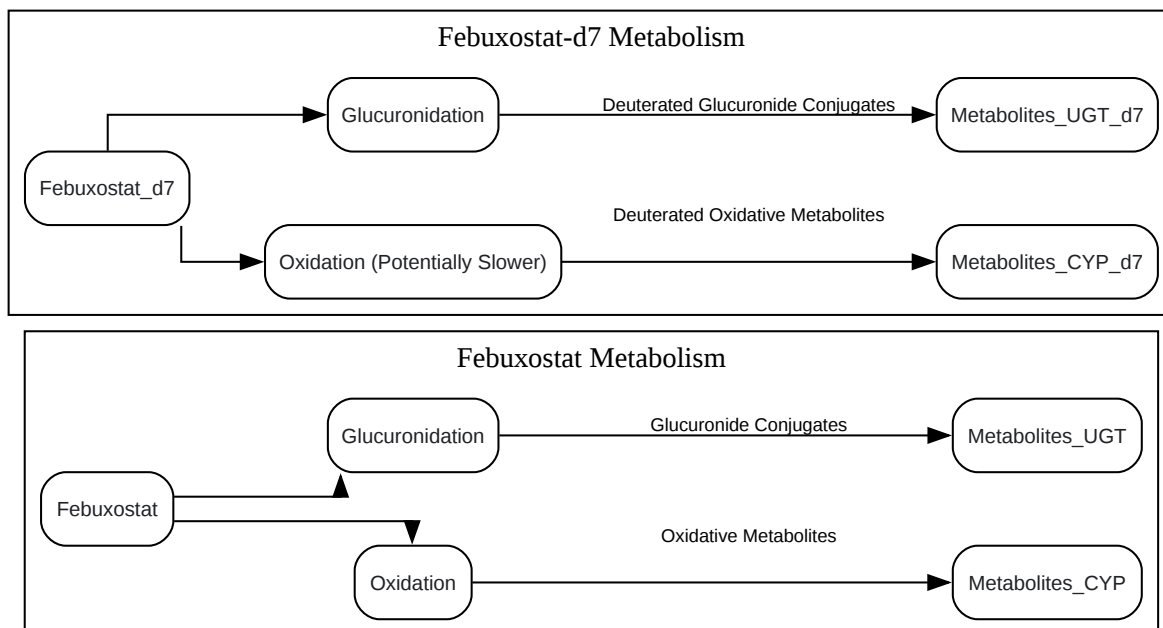 Febuxostat-d7 Metabolism
Glucuronidation
Deuterated Glucuronide Conjugates
Metabolites_UGT_d7
Febuxostat_d7
Deuterated Oxidative Metabolites
Oxidation (Potentially Slower)
Metabolites_CYP_d7
Febuxostat Metabolism
Glucuronidation
Glucuronide Conjugates
Metabolites_UGT
Febuxostat
Oxidative Metabolites
Oxidation
Metabolites_CYP